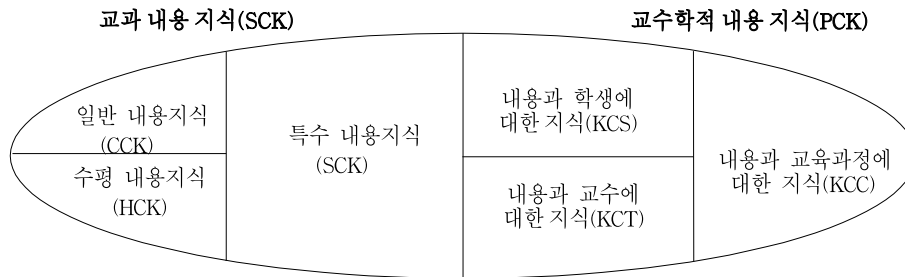 교과 내용 지식(SCK)
교수학적 내용 지식(PCK)
일반 내용지식
(CCK)
수평 내용지식
(HCK)
특수 내용지식
(SCK)
내용과 학생에
대한 지식(KCS)
내용과 교수에
대한 지식(KCT)
내용과 교육과정에
대한 지식(KCC)